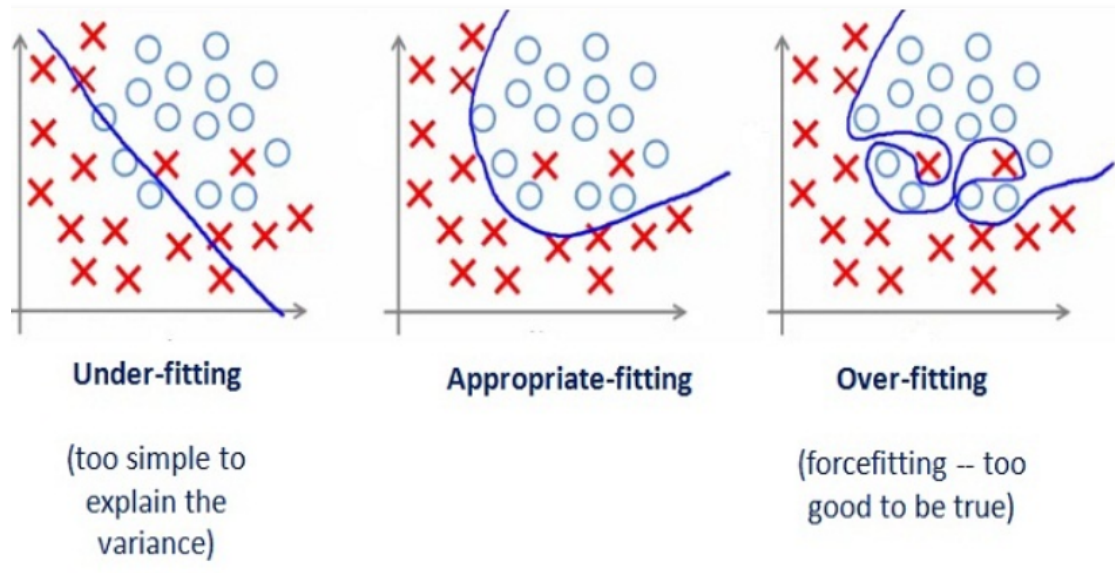 Under-fitting
Appropriate-fitting
Over-fitting
(too simple to
explain the
variance)
(forcefitting -- too
good to be true)